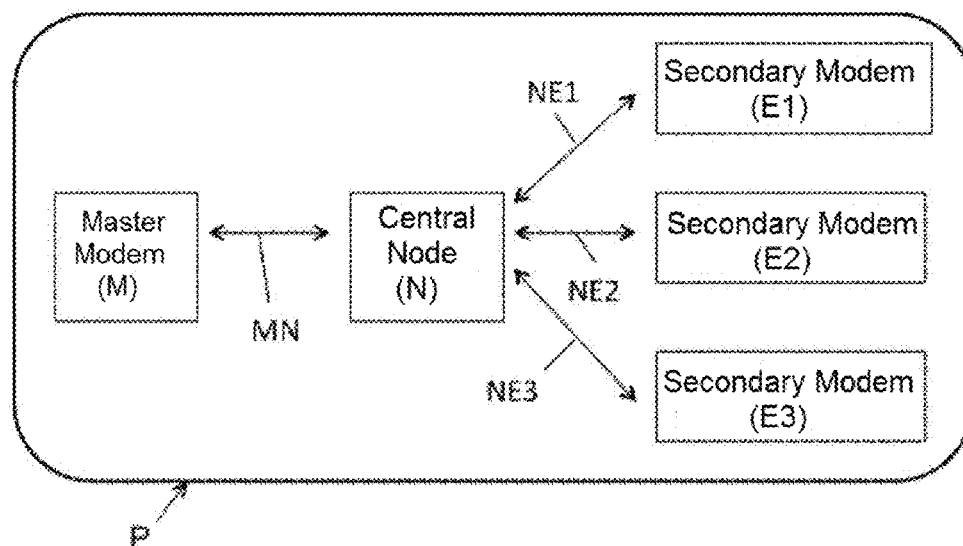 Secondary Modem
(E1)
NE1
Master
Modem
(M)
MN
Central
Node
(N)
Secondary Modem
(E2)
NE2
NE3
Secondary Modem
(E3)
P